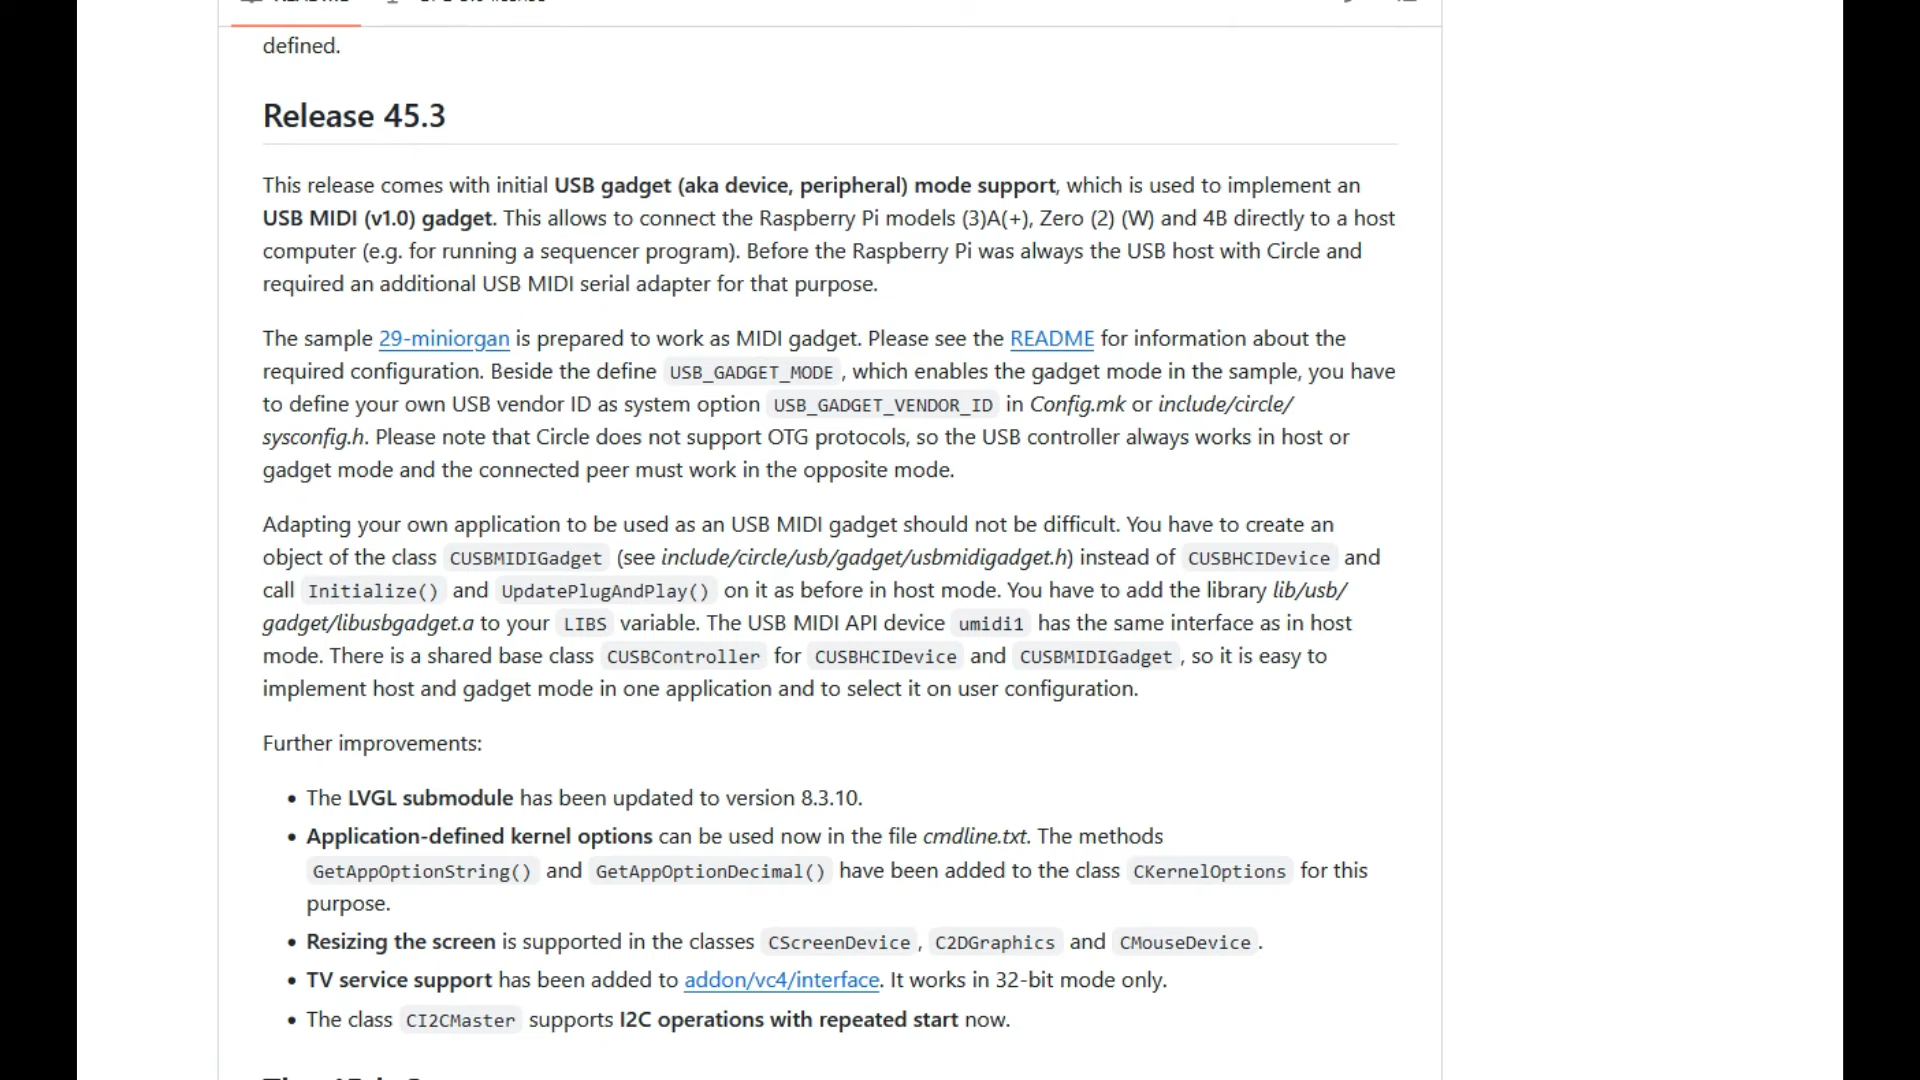 defined.
Release 45.3
This release comes with initial USB gadget (aka device, peripheral) mode support, which is used to implement an
USB MIDI (v1.0) gadget. This allows to connect the Raspberry Pi models (3)A(+), Zero (2) (W) and 4B directly to a host
computer (e.g. for running a sequencer program). Before the Raspberry Pi was always the USB host with Circle and
required an additional USB MIDI serial adapter for that purpose.
The sample 29-miniorgan is prepared to work as MIDI gadget. Please see the README for information about the
required configuration. Beside the define USB_GADGET_MODE , which enables the gadget mode in the sample, you have
to define your own USB vendor ID as system option USB_GADGET_VENDOR_ID in Config.mk or include/circle/
sysconfig.h. Please note that Circle does not support OTG protocols, so the USB controller always works in host or
gadget mode and the connected peer must work in the opposite mode.
Adapting your own application to be used as an USB MIDI gadget should not be difficult. You have to create an
object of the class CUSBMIDIGadget (see include/circle/usb/gadget/usbmidigadget.h) instead of CUSBHCIDevice and
call Initialize() and UpdatePlugAndPlay() on it as before in host mode. You have to add the library lib/usb/
gadget/libusbgadget.a to your LIBS variable. The USB MIDI API device umidi1 has the same interface as in host
mode. There is a shared base class CUSBController for CUSBHCIDevice and CUSBMIDIGadget , so it is easy to
implement host and gadget mode in one application and to select it on user configuration.
Further improvements:
• The LVGL submodule has been updated to version 8.3.10.
• Application-defined kernel options can be used now in the file cmdline.txt. The methods
GetAppOptionString() and GetAppOptionDecimal() have been added to the class CKernelOptions for this
purpose.
• Resizing the screen is supported in the classes CScreenDevice , C2DGraphics and CMouseDevice .
• TV service support has been added to addon/vc4/interface. It works in 32-bit mode only.
• The class CI2CMaster supports I2C operations with repeated start now.